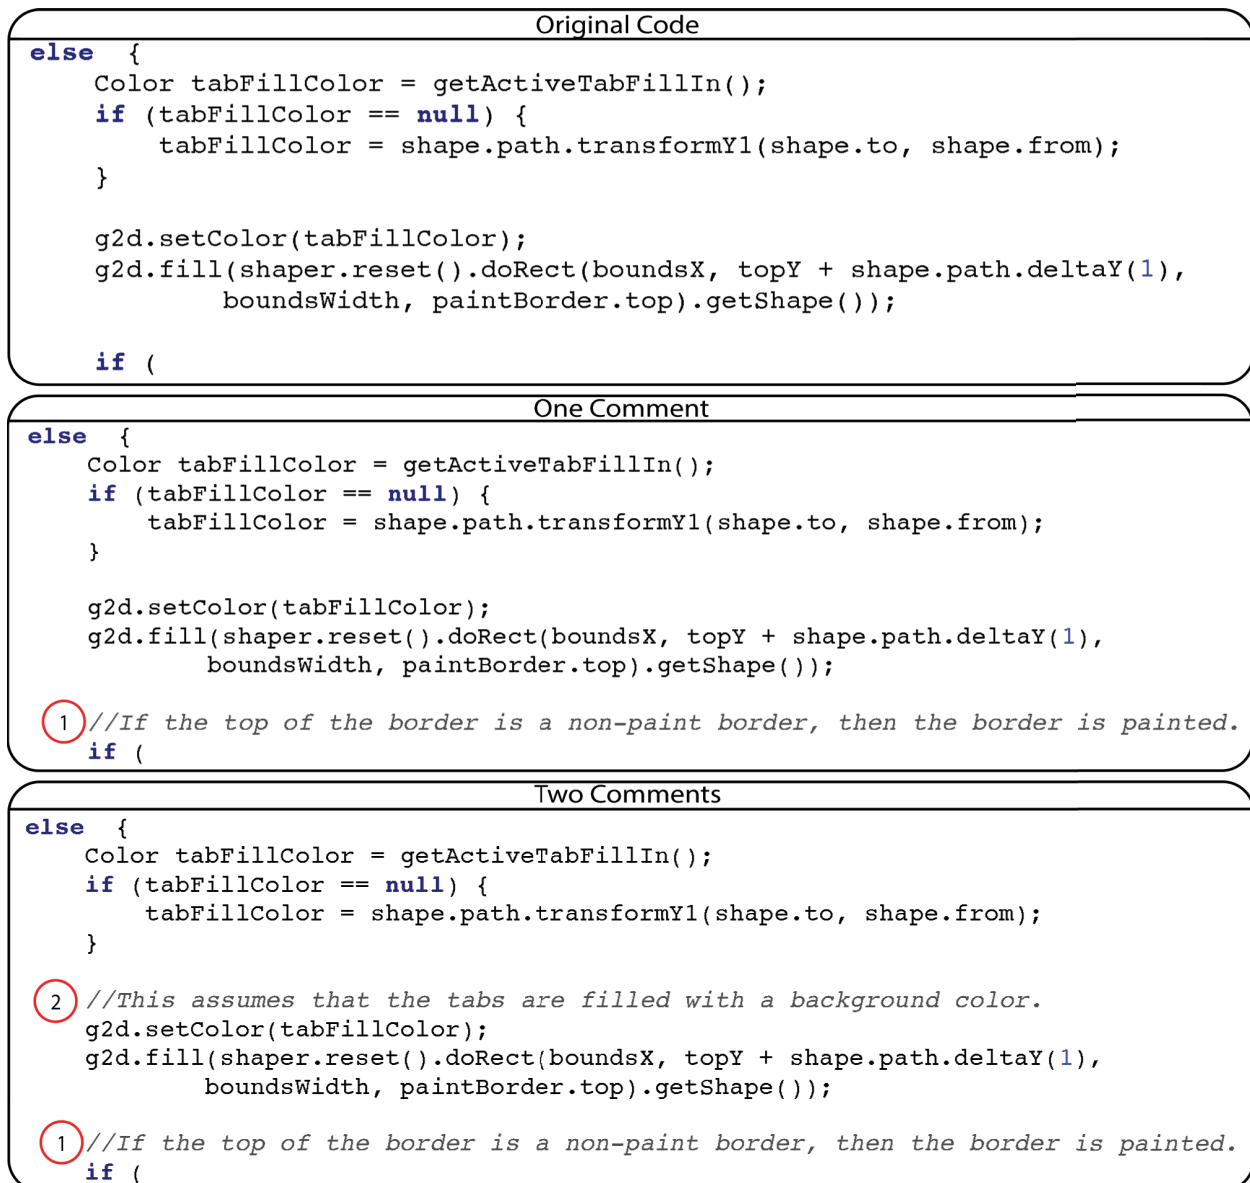 Original Code
else  {
    Color tabFillColor = getActiveTabFillIn();
    if (tabFillColor == null) {
        tabFillColor = shape.path.transformY1(shape.to, shape.from);
    }
    g2d.setColor(tabFillColor);
    g2d.fill(shaper.reset().doRect(boundsX, topY + shape.path.deltaY(1),
            boundsWidth, paintBorder.top).getShape());
    if (
One Comment
else  {
    Color tabFillColor = getActiveTabFillIn();
    if (tabFillColor == null) {
        tabFillColor = shape.path.transformY1(shape.to, shape.from);
    }
    g2d.setColor(tabFillColor);
    g2d.fill(shaper.reset().doRect(boundsX, topY + shape.path.deltaY(1),
            boundsWidth, paintBorder.top).getShape());
1 //If the top of the border is a non-paint border, then the border is painted.
    if (
Two Comments
else  {
    Color tabFillColor = getActiveTabFillIn();
    if (tabFillColor == null) {
        tabFillColor = shape.path.transformY1(shape.to, shape.from);
    }
2 //This assumes that the tabs are filled with a background color.
    g2d.setColor(tabFillColor);
    g2d.fill(shaper.reset().doRect(boundsX, topY + shape.path.deltaY(1),
            boundsWidth, paintBorder.top).getShape());
1 //If the top of the border is a non-paint border, then the border is painted.
    if (